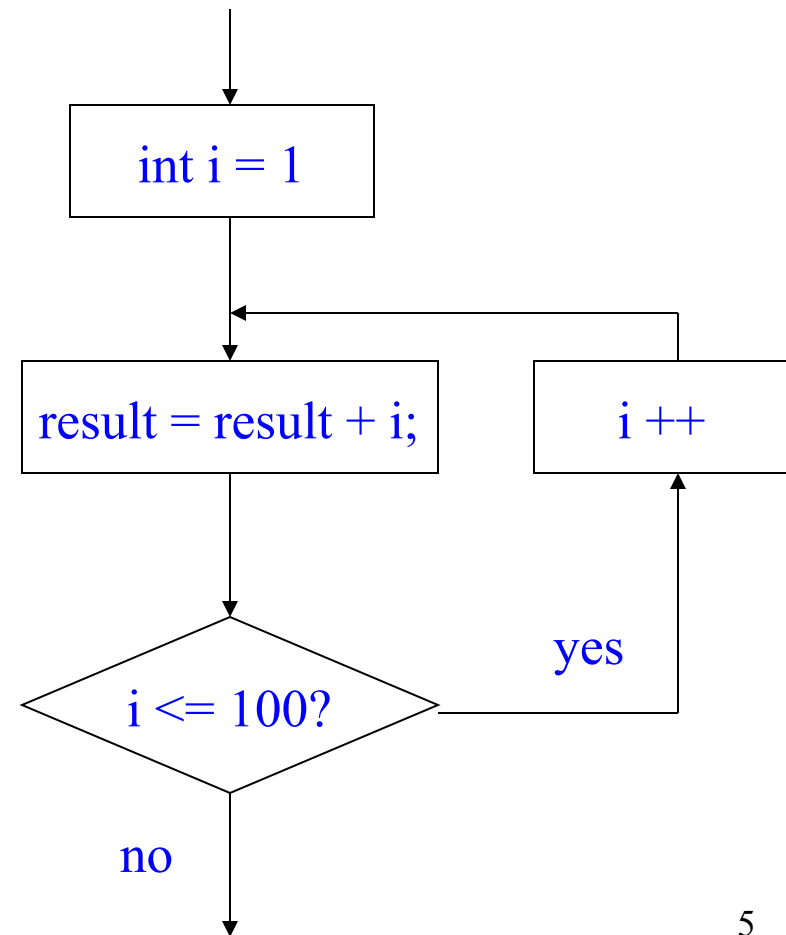 int i = 1
result = result + i;
i ++
i <= 100?
yes
no
5